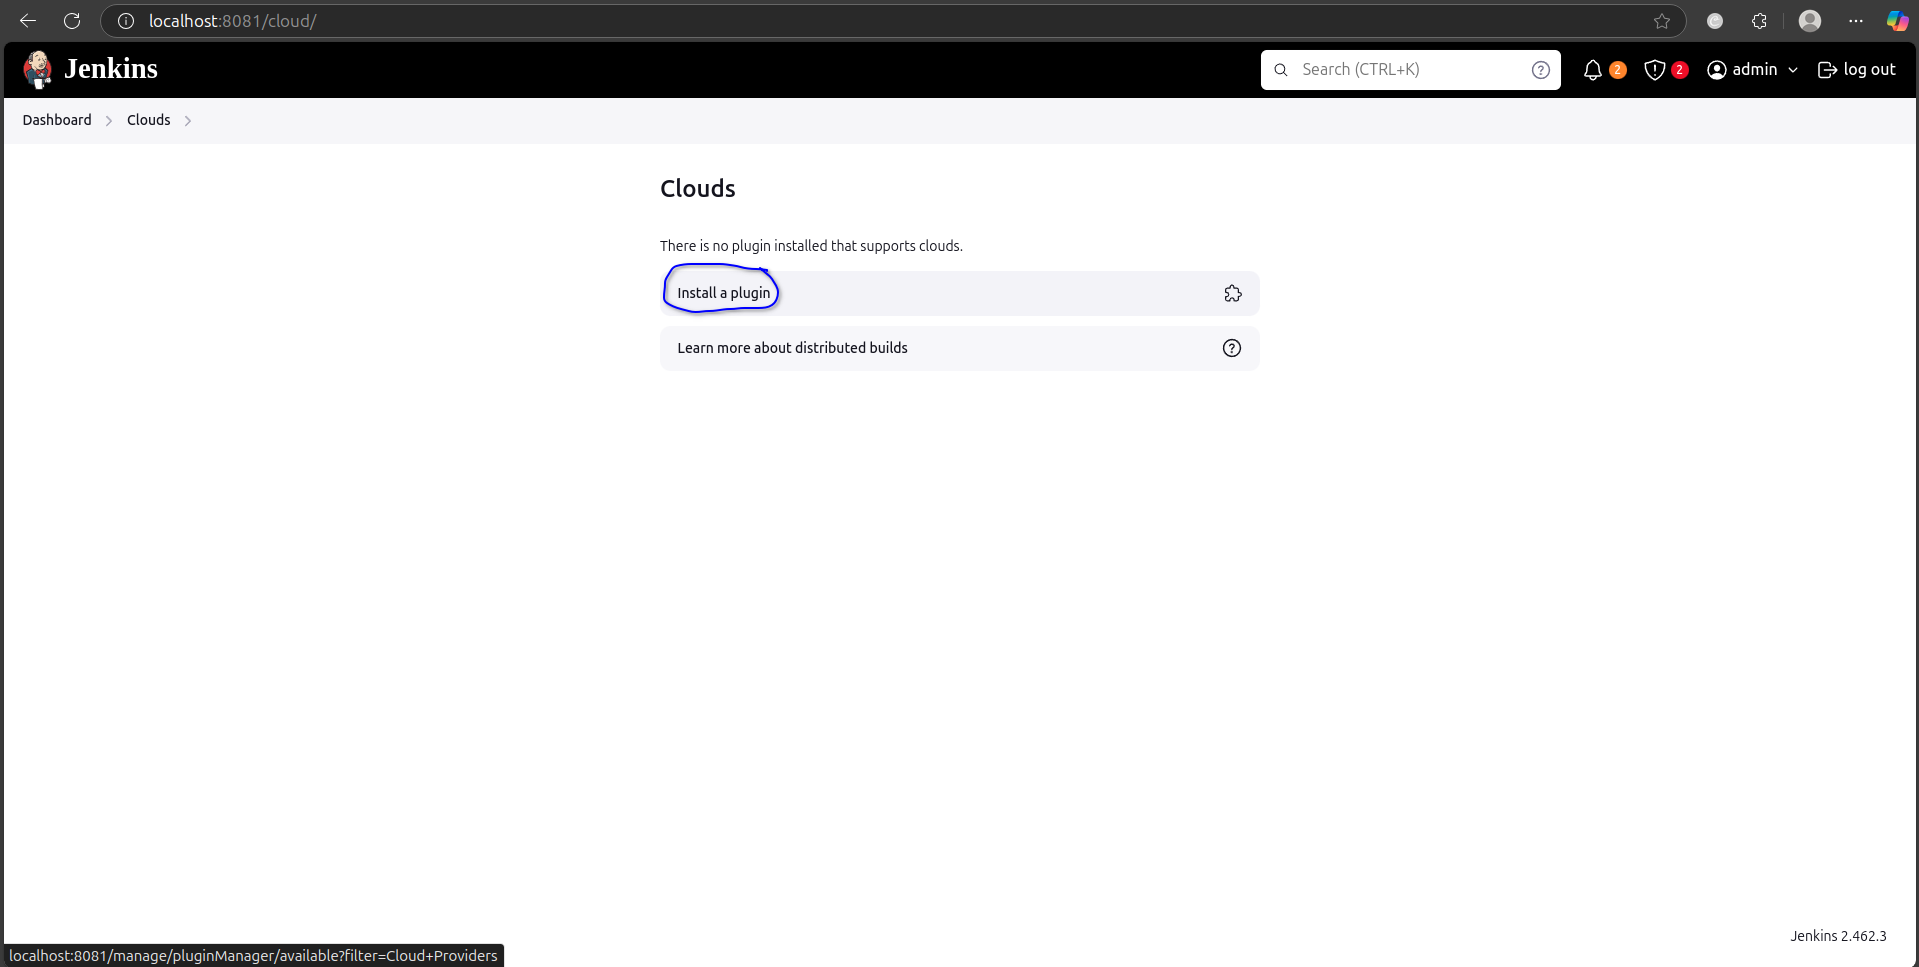 localhost:8081/cloud/
Jenkins
Search (CTRL+K)
2
2
admin
log out
Dashboard
Clouds
Clouds
There is no plugin installed that supports clouds.
Install a plugin
Learn more about distributed builds
Jenkins 2.462.3
localhost:8081/manage/pluginManager/available?filter=Cloud+Providers